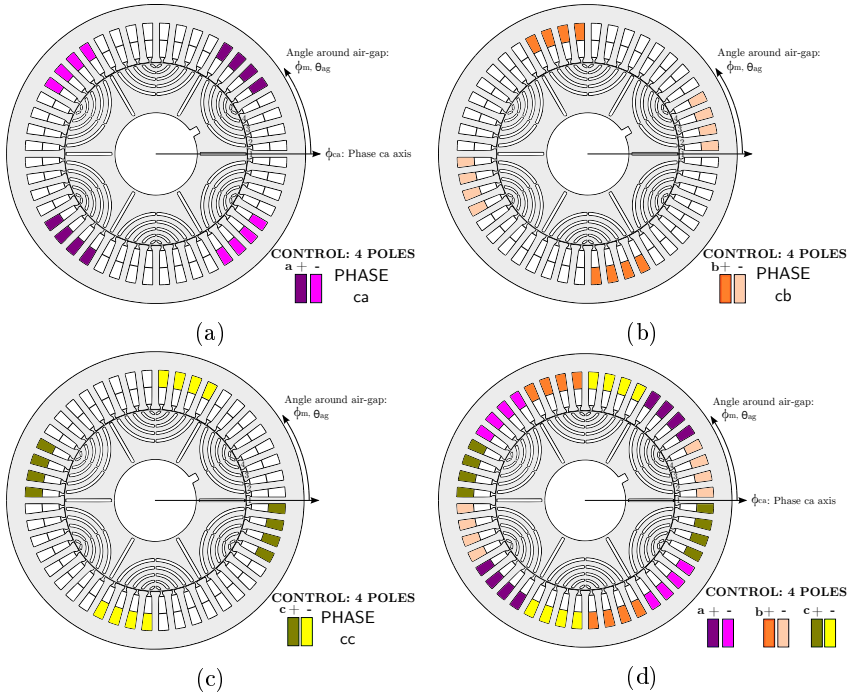 Angle around air-gap:
ϕm, θag
ϕca: Phase ca axis
CONTROL: 4 POLES
a + -
PHASE
ca
(a)
Angle around air-gap:
ϕm, θag
CONTROL: 4 POLES
b + -
PHASE
cb
(b)
Angle around air-gap:
ϕm, θag
CONTROL: 4 POLES
c + -
PHASE
cc
(c)
Angle around air-gap:
ϕm, θag
ϕca: Phase ca axis
CONTROL: 4 POLES
a + - b + - c + -
(d)